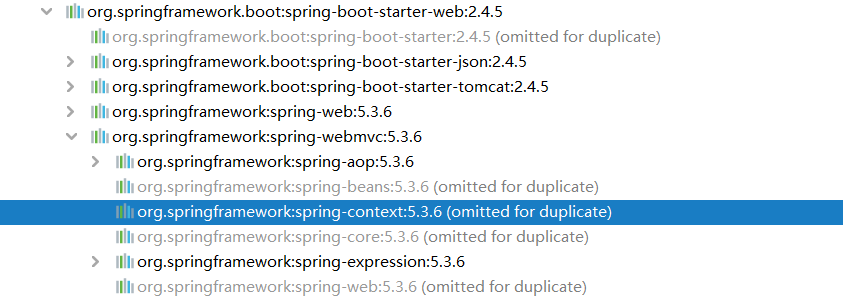 org.springframework.boot:spring-boot-starter-web:2.4.5
org.springframework.boot:spring-boot-starter:2.4.5 (omitted for duplicate)
org.springframework.boot:spring-boot-starter-json:2.4.5
org.springframework.boot:spring-boot-starter-tomcat:2.4.5
org.springframework:spring-web:5.3.6
org.springframework:spring-webmvc:5.3.6
org.springframework:spring-aop:5.3.6
org.springframework:spring-beans:5.3.6 (omitted for duplicate)
org.springframework:spring-context:5.3.6 (omitted for duplicate)
org.springframework:spring-core:5.3.6 (omitted for duplicate)
org.springframework:spring-expression:5.3.6
org.springframework:spring-web:5.3.6 (omitted for duplicate)